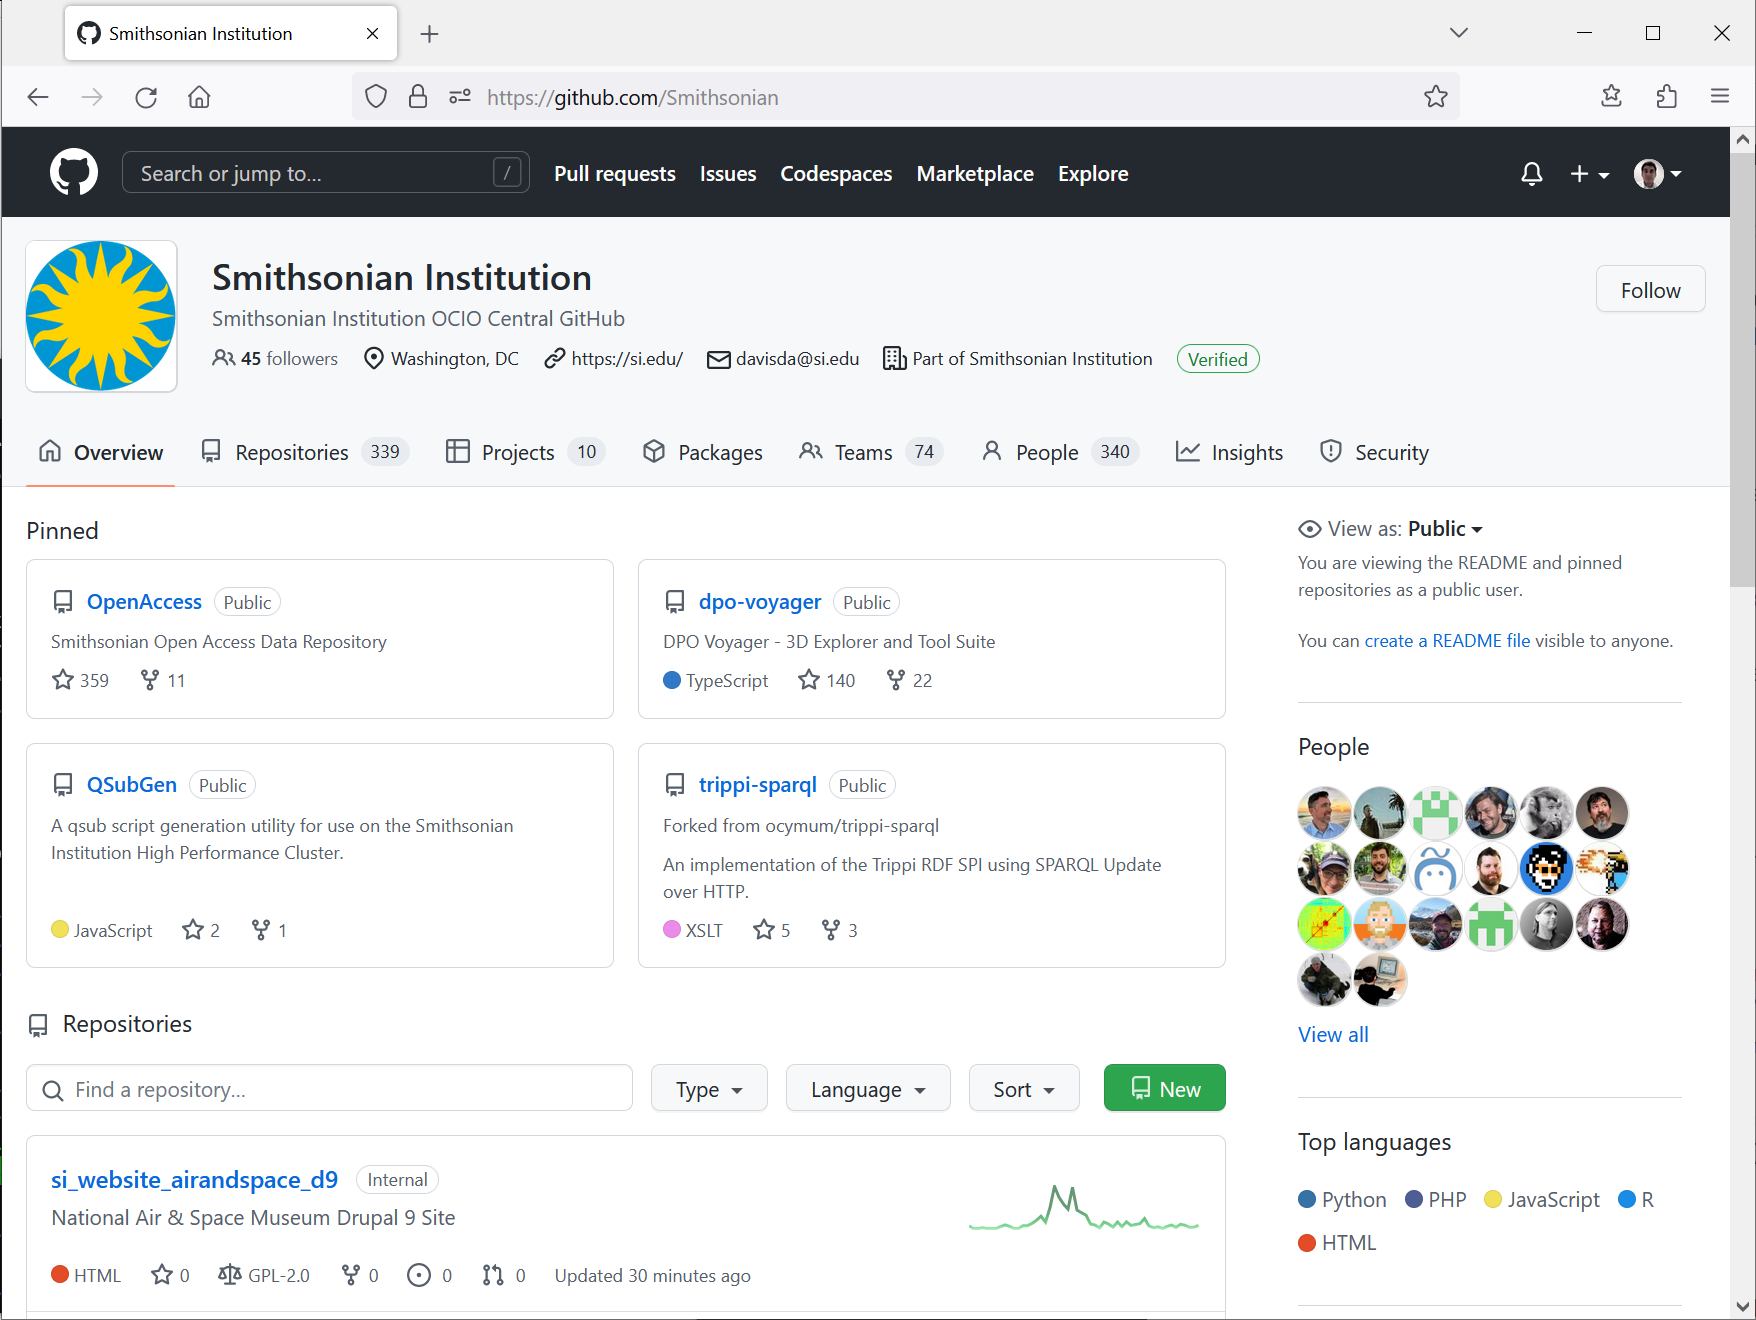 Smithsonian Institution
https://github.com/Smithsonian
Search or jump to... / Pull requests Issues Codespaces Marketplace Explore
Smithsonian Institution
Follow
Smithsonian Institution OCIO Central GitHub
45 followers Washington, DC https://si.edu/ davisda@si.edu Part of Smithsonian Institution Verified
Overview Repositories 339 Projects 10 Packages Teams 74 People 340 Insights Security
Pinned
OpenAccess Public
Smithsonian Open Access Data Repository
359 11
dpo-voyager Public
DPO Voyager - 3D Explorer and Tool Suite
TypeScript 140 22
QSubGen Public
A qsub script generation utility for use on the Smithsonian
Institution High Performance Cluster.
JavaScript 2 1
trippi-sparql Public
Forked from ocymum/trippi-sparql
An implementation of the Trippi RDF SPI using SPARQL Update
over HTTP.
XSLT 5 3
Repositories
Find a repository... Type Language Sort New
si_website_airandspace_d9 Internal
National Air & Space Museum Drupal 9 Site
HTML 0 GPL-2.0 0 0 0 Updated 30 minutes ago
View as: Public
You are viewing the README and pinned
repositories as a public user.
You can create a README file visible to anyone.
People
View all
Top languages
Python PHP JavaScript R
HTML